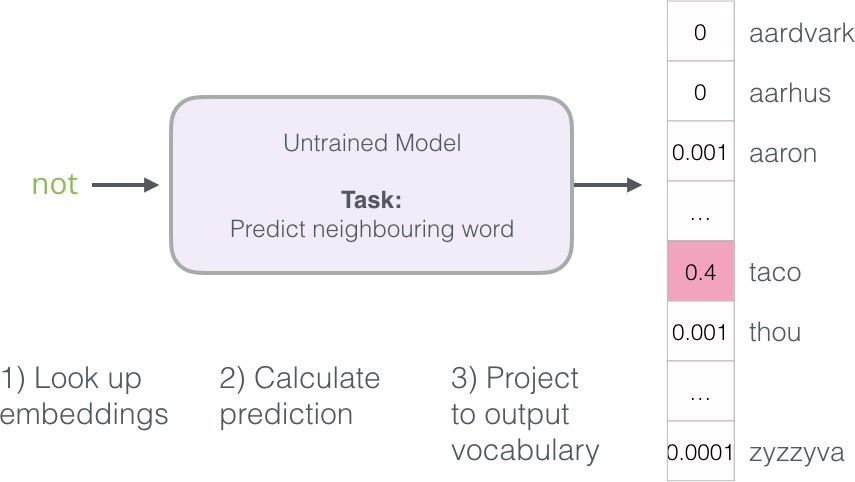 0 aardvark
0 aarhus
Untrained Model
0.001 aaron
not
Task:
Predict neighbouring word
...
0.4 taco
0.001 thou
1) Look up
embeddings
2) Calculate
prediction
3) Project
to output
vocabulary
...
0.0001 zyzzyva